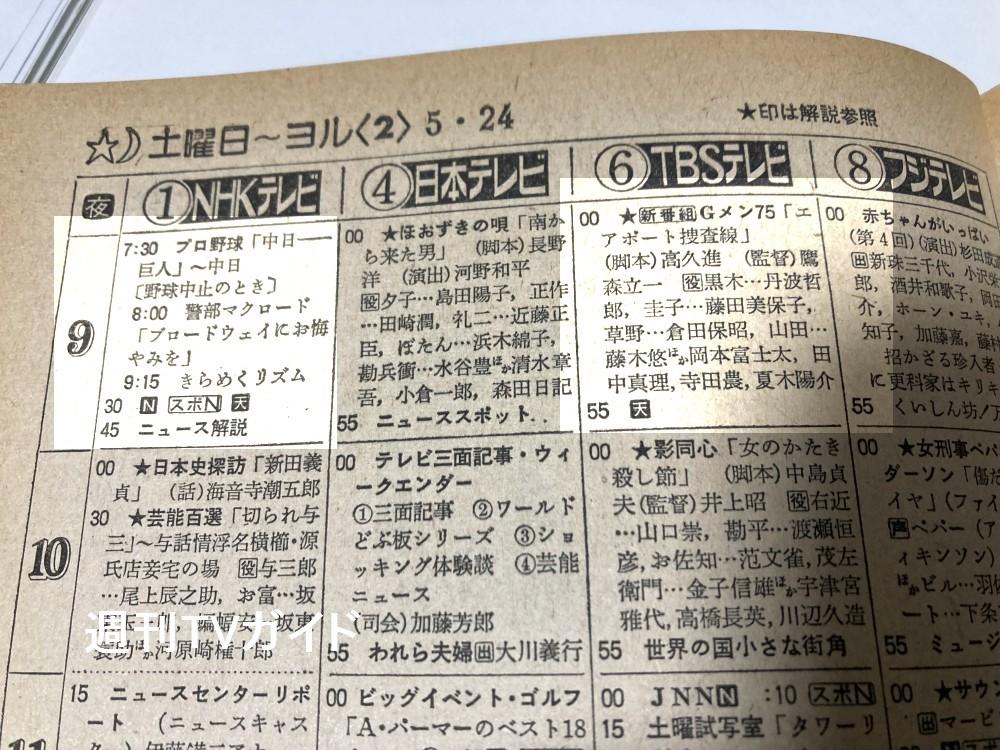 ☆☽ 土曜日～ヨル〈2〉5・24
★印は解説参照
夜
①NHKテレビ
7:30 プロ野球「中日――
巨人」～中日
〔野球中止のとき〕
8:00 警部マクロード
「ブロードウェイにお悔
やみを」
9:15 きらめくリズム
30 N スポN 天
45 ニュース解説
00 ★日本史探訪「新田義
貞」 (話)海音寺潮五郎
30 ★芸能百選「切られ与
三」～与話情浮名横櫛・源
氏店妾宅の場 役与三郎
…尾上辰之助, お富…坂
東
蝙蝠安…坂東
簑助ほか河原崎権十郎
15 ニュースセンターリポ
ート (ニュースキャス
④日本テレビ
00 ★ほおずきの唄「南か
ら来た男」 (脚本)長野
洋 (演出)河野和平
役夕子…島田陽子, 正作
…田崎潤, 礼二…近藤正
臣, ぼたん…浜木綿子,
勘兵衛…水谷豊ほか清水章
吾, 小倉一郎, 森田日記
55 ニューススポット..
00 テレビ三面記事・ウィ
ークエンダー
①三面記事 ②ワールド
どぶ板シリーズ ③ショ
ッキング体験談 ④芸能
ニュース
(司会)加藤芳郎
55 われら夫婦出大川義行
00 ビッグイベント・ゴルフ
「A・パーマーのベスト18
⑥TBSテレビ
00 ★新番組Gメン75「エ
アポート捜査線」
(脚本)高久進 (監督)鷹
森立一 役黒木…丹波哲
郎, 圭子…藤田美保子,
草野…倉田保昭, 山田…
藤木悠ほか岡本富士太, 田
中真理, 寺田農, 夏木陽介
55 天
00 ★影同心「女のかたき
殺し節」 (脚本)中島貞
夫(監督)井上昭 役右近
…山口崇, 勘平…渡瀬恒
彦, お佐知…范文雀, 茂左
衛門…金子信雄ほか宇津宮
雅代, 高橋長英, 川辺久造
55 世界の国小さな街角
00 JNNN :10 スポN
15 土曜試写室「タワーリ
⑧フジテレビ
00 赤ちゃんがいっぱい
(第4回)(演出)杉田成
出新珠三千代, 小沢栄
郎, 酒井和歌子, 岡
介, ホーン・ユキ,
知子, 加藤嘉, 藤村
招かざる珍入者
に更科家はキリキ
55 くいしん坊!
00 ★女刑事ペパ
ダーソン「傷だ
イヤ」(ファイ
声ペパー (ア
ィキンソン)
ほかビル…羽
ート…下条
55 ミュージ
00 ★サウン
出マービ
9
10
11
週刊TVガイド